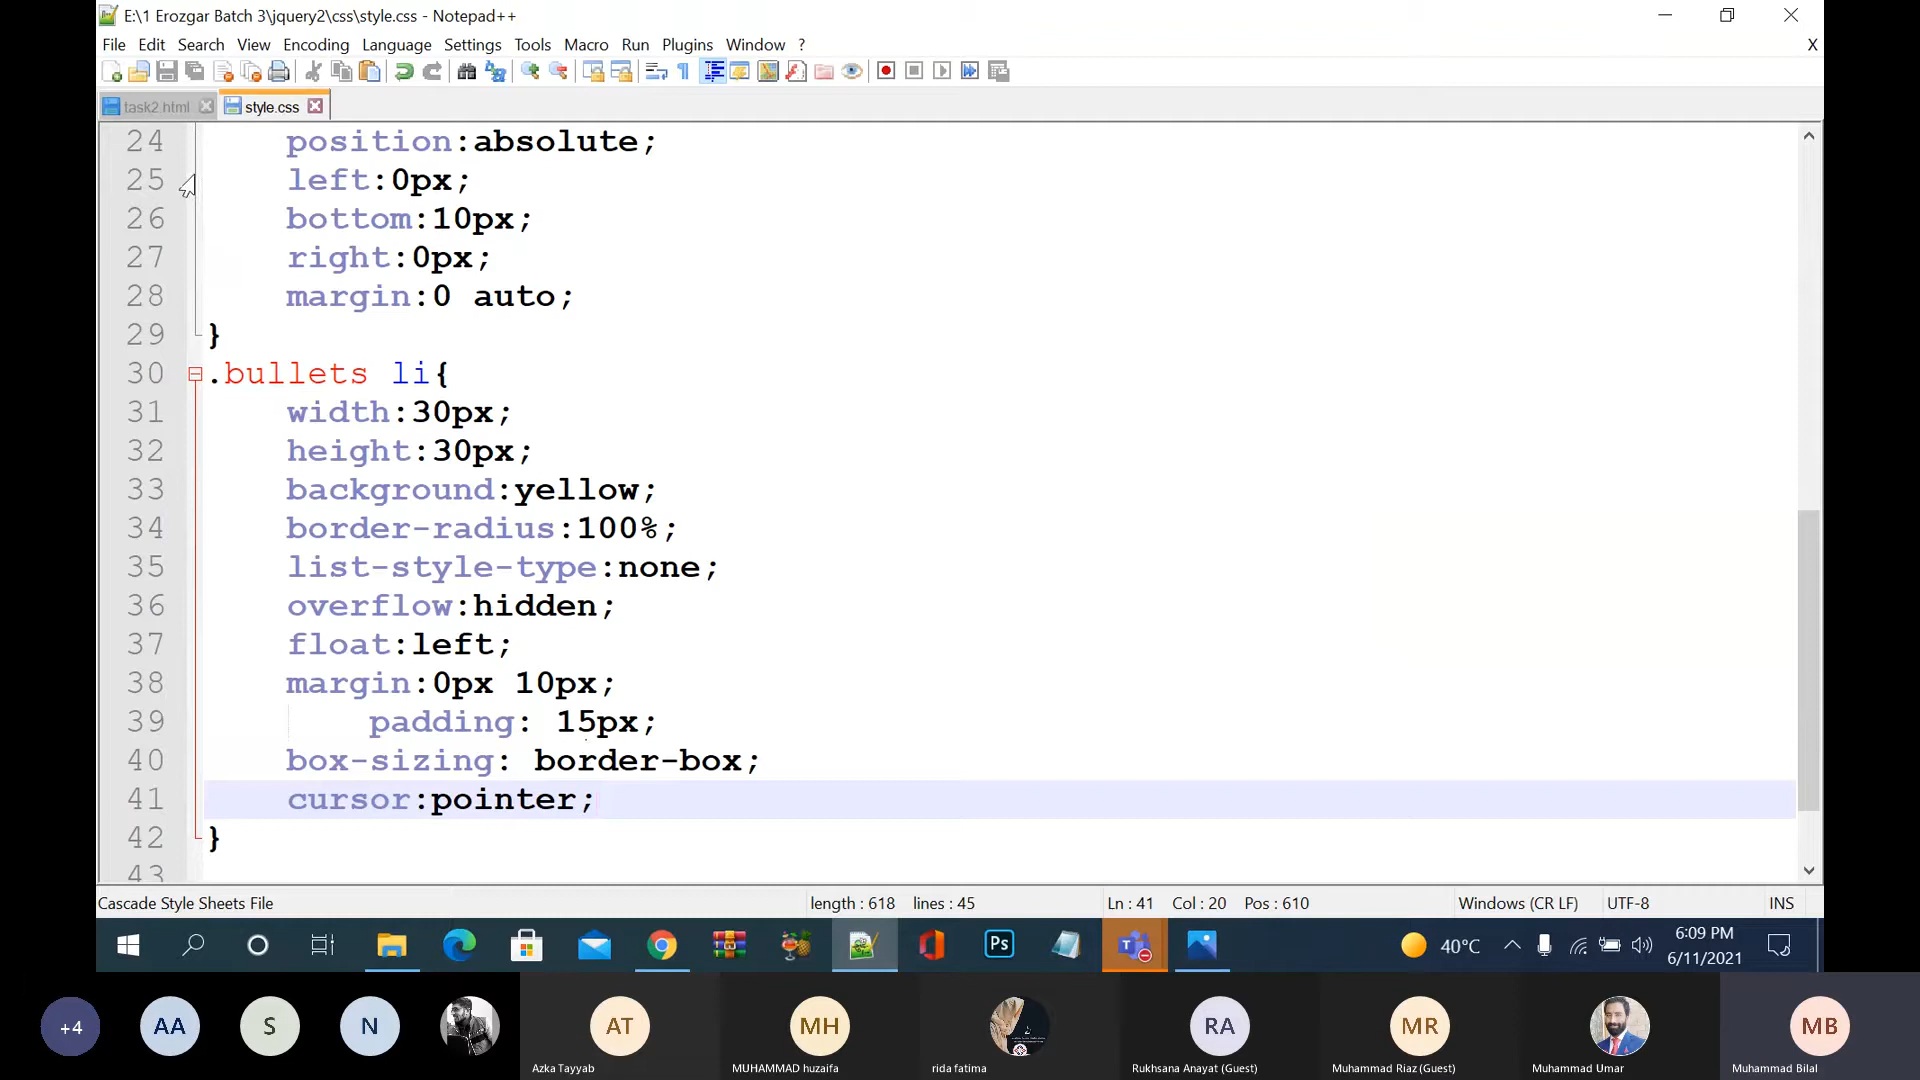 E:\1 Erozgar Batch 3\jquery2\css\style.css - Notepad++
File Edit Search View Encoding Language Settings Tools Macro Run Plugins Window ? X
task2.html style.css
24 position:absolute;
25 left:0px;
26 bottom:10px;
27 right:0px;
28 margin:0 auto;
29 }
30 .bullets li{
31 width:30px;
32 height:30px;
33 background:yellow;
34 border-radius:100%;
35 list-style-type:none;
36 overflow:hidden;
37 float:left;
38 margin:0px 10px;
39 padding: 15px;
40 box-sizing: border-box;
41 cursor:pointer;
42 }
43
Cascade Style Sheets File length : 618 lines : 45 Ln : 41 Col : 20 Pos : 610 Windows (CR LF) UTF-8 INS
Ps T 40°C 6:09 PM
6/11/2021
+4 AA S N AT MH RA MR MB
Azka Tayyab MUHAMMAD huzaifa rida fatima Rukhsana Anayat (Guest) Muhammad Riaz (Guest) Muhammad Umar Muhammad Bilal